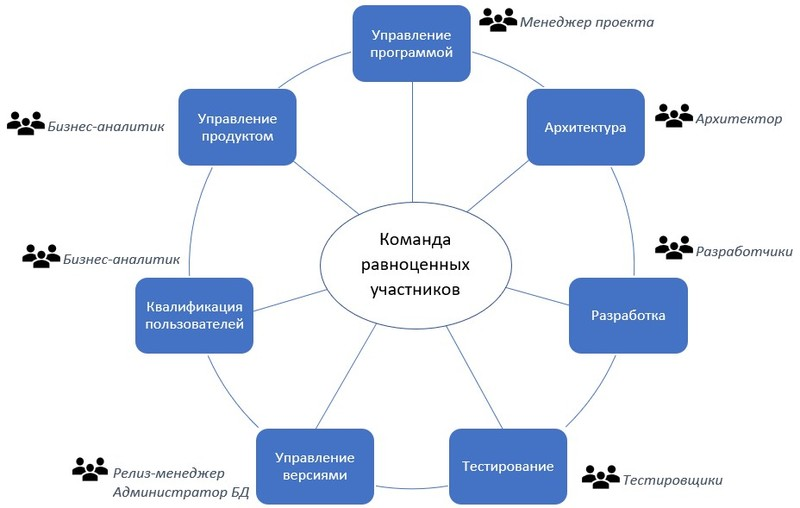 Управление
программой
Менеджер проекта
Управление
продуктом
Бизнес-аналитик
Архитектура
Архитектор
Команда
равноценных
участников
Бизнес-аналитик
Квалификация
пользователей
Разработчики
Разработка
Управление
версиями
Релиз-менеджер
Администратор БД
Тестирование
Тестировщики